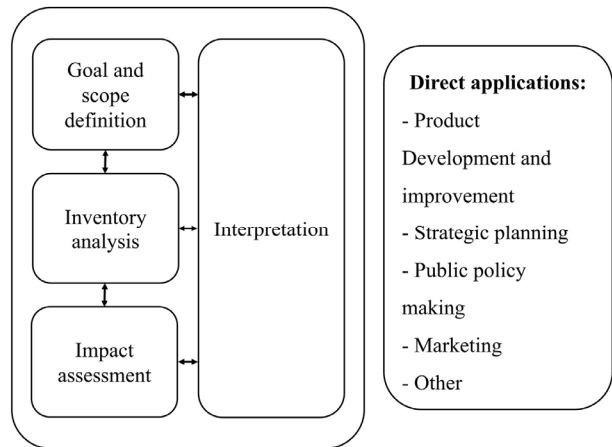 Goal and
scope
definition
Inventory
analysis
Impact
assessment
Interpretation
Direct applications:
- Product
Development and
improvement
- Strategic planning
- Public policy
making
- Marketing
- Other